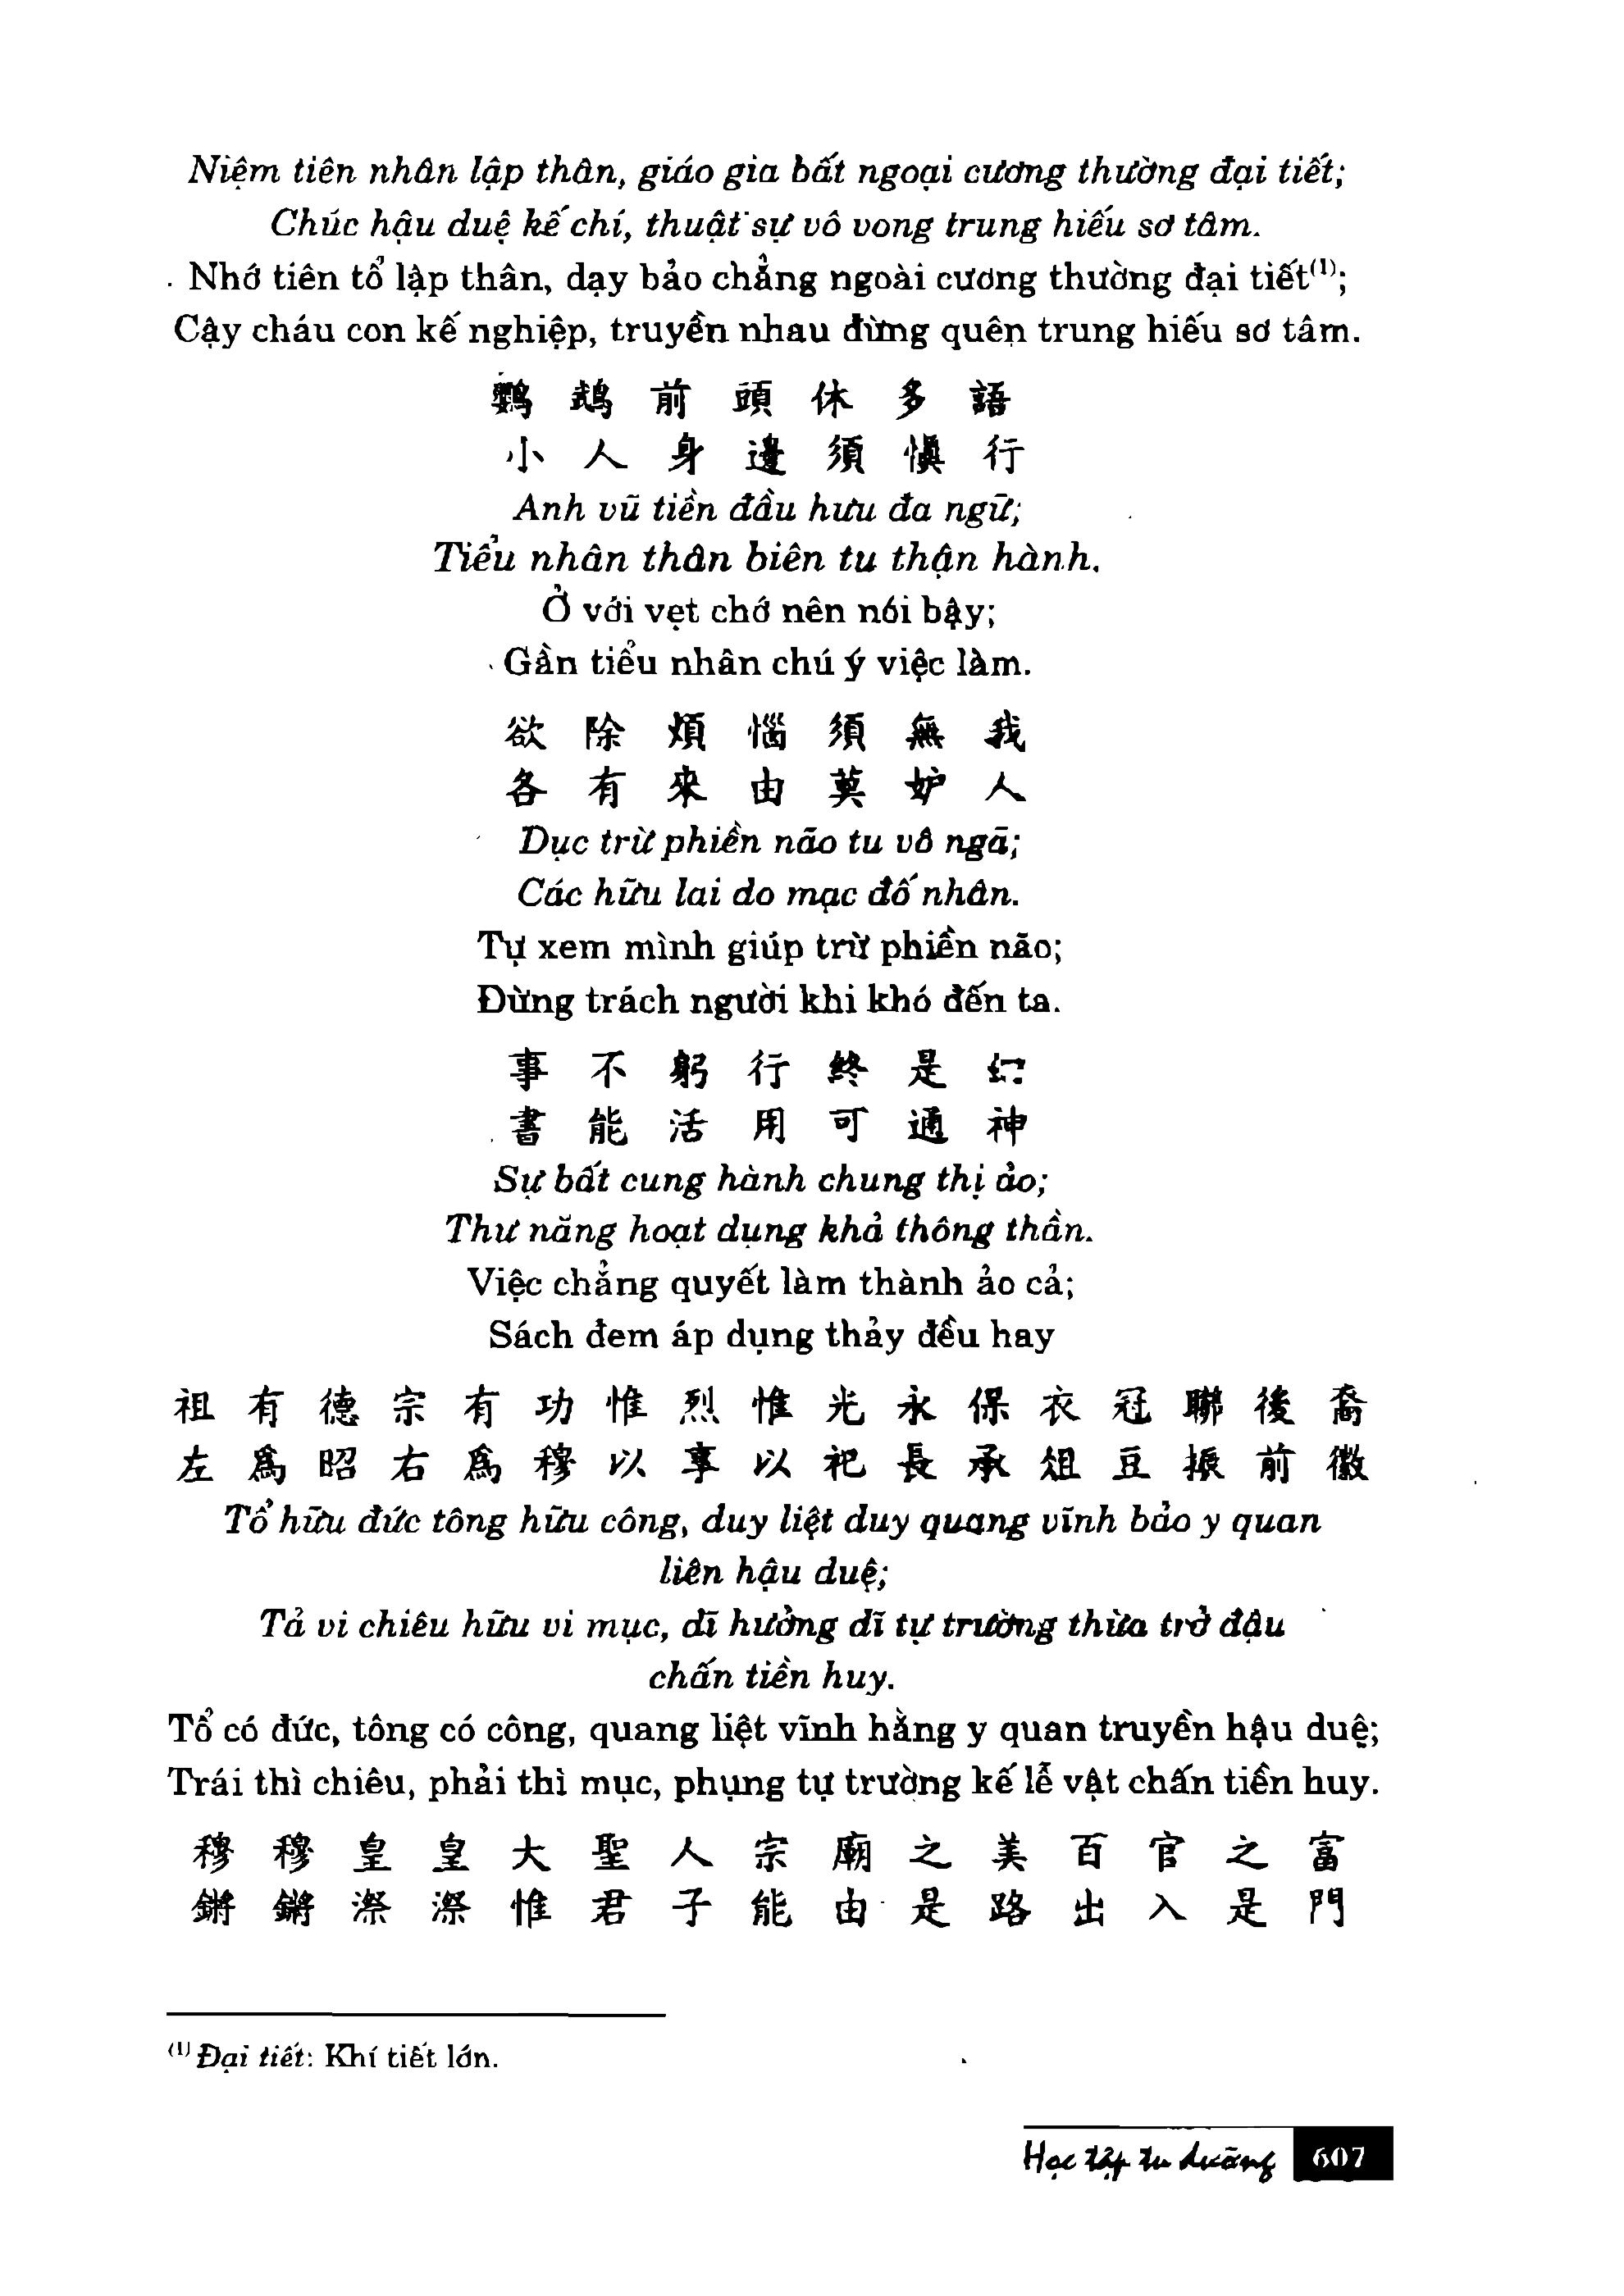 Niệm tiên nhân lập thân, giáo gia bất ngoại cương thường đại tiết;
Chúc hậu duệ kế chí, thuật sự vô vong trung hiếu sơ tâm.
Nhớ tiên tổ lập thân, dạy bảo chẳng ngoài cương thường đại tiết(1);
Cậy cháu con kế nghiệp, truyền nhau đừng quên trung hiếu sơ tâm.
鸚鵡前頭休多語
小人身邊須慎行
Anh vũ tiền đầu hưu đa ngữ;
Tiểu nhân thân biên tu thận hành.
Ở với vẹt chớ nên nói bậy;
Gần tiểu nhân chú ý việc làm.
欲除煩惱須無我
各有來由莫妒人
Dục trừ phiền não tu vô ngã;
Các hữu lai do mạc đố nhân.
Tự xem mình giúp trừ phiền não;
Đừng trách người khi khó đến ta.
事不躬行終是幻
書能活用可通神
Sự bất cung hành chung thị ảo;
Thư năng hoạt dụng khả thông thần.
Việc chẳng quyết làm thành ảo cả;
Sách đem áp dụng thảy đều hay
祖有德宗有功惟烈惟光永保衣冠聯後裔
左爲昭右爲穆以享以祀長承俎豆振前徽
Tổ hữu đức tông hữu công, duy liệt duy quang vĩnh bảo y quan
liên hậu duệ;
Tả vi chiêu hữu vi mục, dĩ hưởng dĩ tự trường thừa trở đậu
chấn tiền huy.
Tổ có đức, tông có công, quang liệt vĩnh hằng y quan truyền hậu duệ;
Trái thì chiêu, phải thì mục, phụng tự trường kế lễ vật chấn tiền huy.
穆穆皇皇大聖人宗廟之美百官之富
鏘鏘漈漈惟君子能由是路出入是門
(1) Đại tiết: Khí tiết lớn.
Học tập tu dưỡng 607